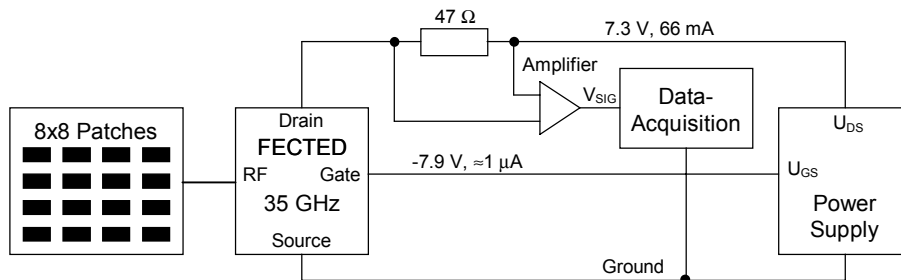 47 Ω
7.3 V, 66 mA
Amplifier
V_SIG
Data-
Acquisition
8x8 Patches
Drain
FECTED
RF
Gate
35 GHz
Source
-7.9 V, ≈1 μA
U_DS
U_GS
Power
Supply
Ground